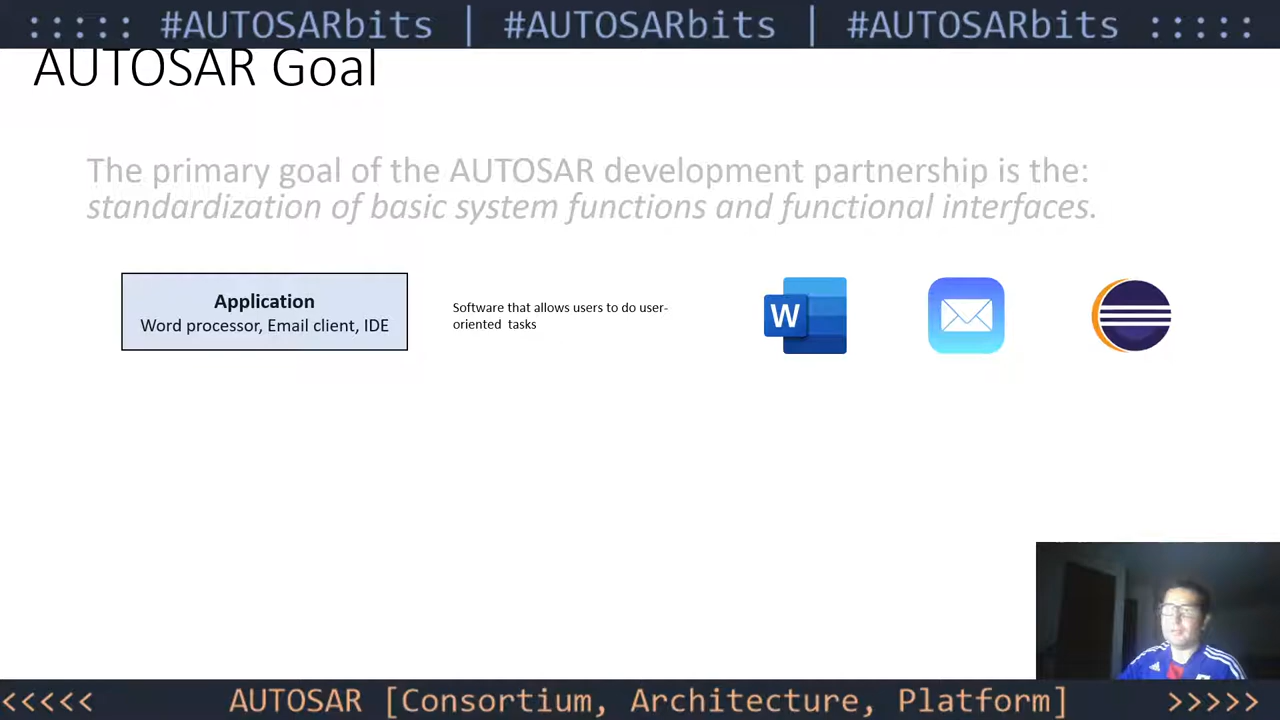 ::::: #AUTOSARbits | #AUTOSARbits | #AUTOSARbits :::::
AUTOSAR Goal
The primary goal of the AUTOSAR development partnership is the:
standardization of basic system functions and functional interfaces.
Application
Word processor, Email client, IDE
Software that allows users to do user-
oriented tasks
W
<<<<< AUTOSAR [Consortium, Architecture, Platform] >>>>>